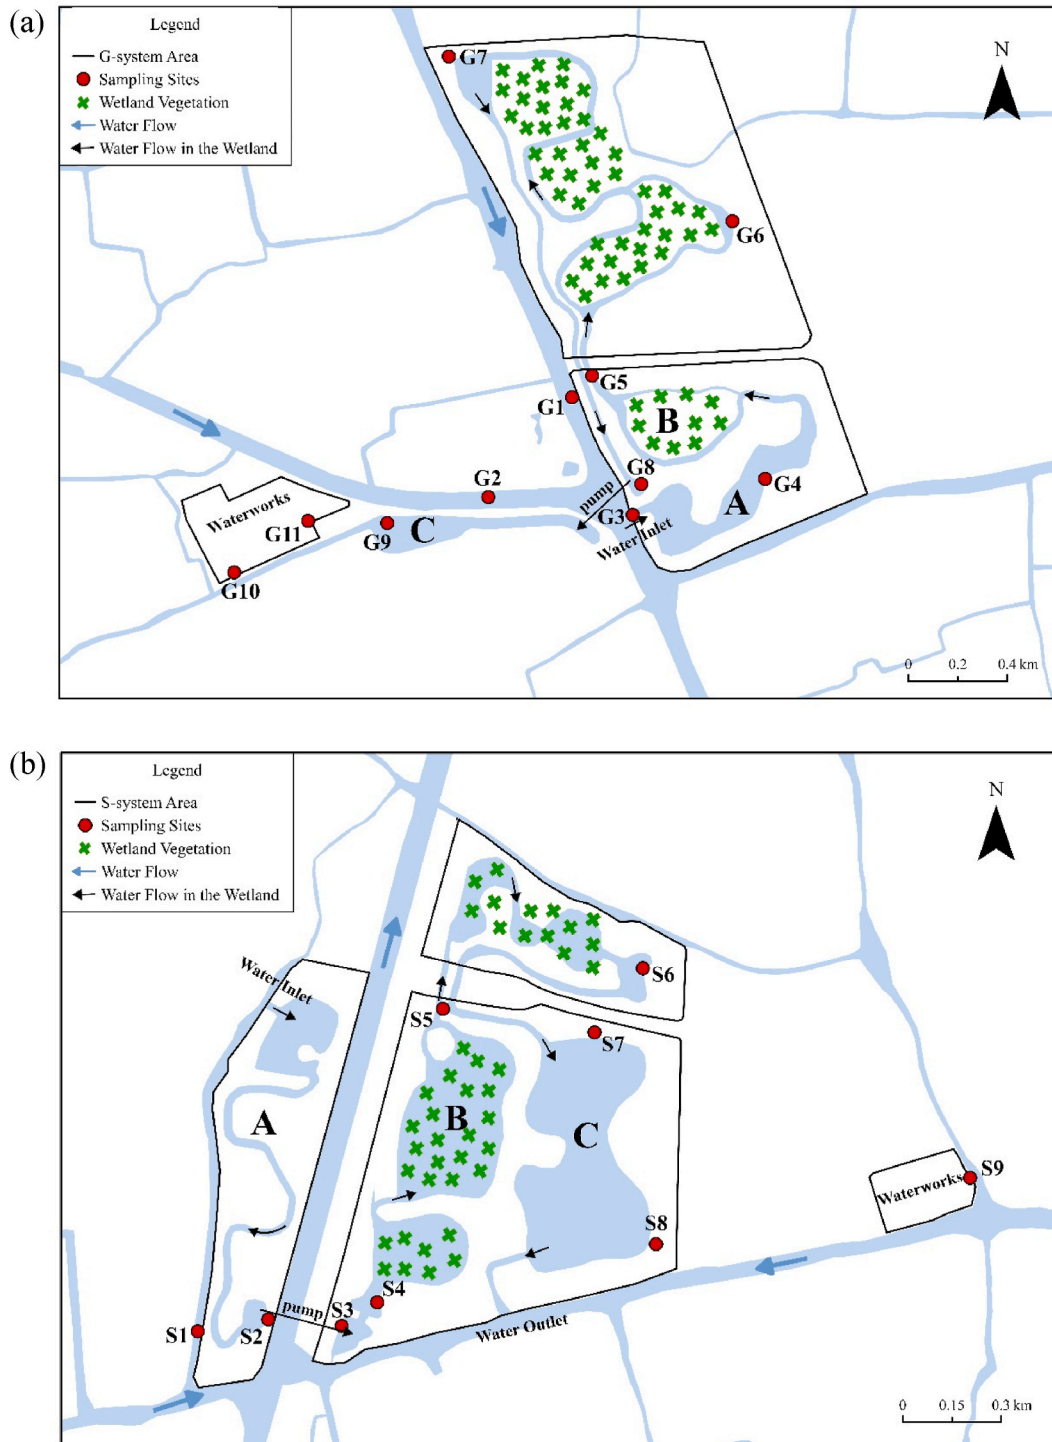 (a)
Legend
G-system Area
Sampling Sites
Wetland Vegetation
Water Flow
Water Flow in the Wetland
N
G7
G6
G5
G1
B
G8
G2
pump
G4
A
G3
Water Inlet
Waterworks
G11
G9
C
G10
0 0.2 0.4 km
(b)
Legend
S-system Area
Sampling Sites
Wetland Vegetation
Water Flow
Water Flow in the Wetland
N
Water Inlet
S6
S5
S7
A
B
C
Waterworks
S9
S8
S4
pump
S3
S1
S2
Water Outlet
0 0.15 0.3 km